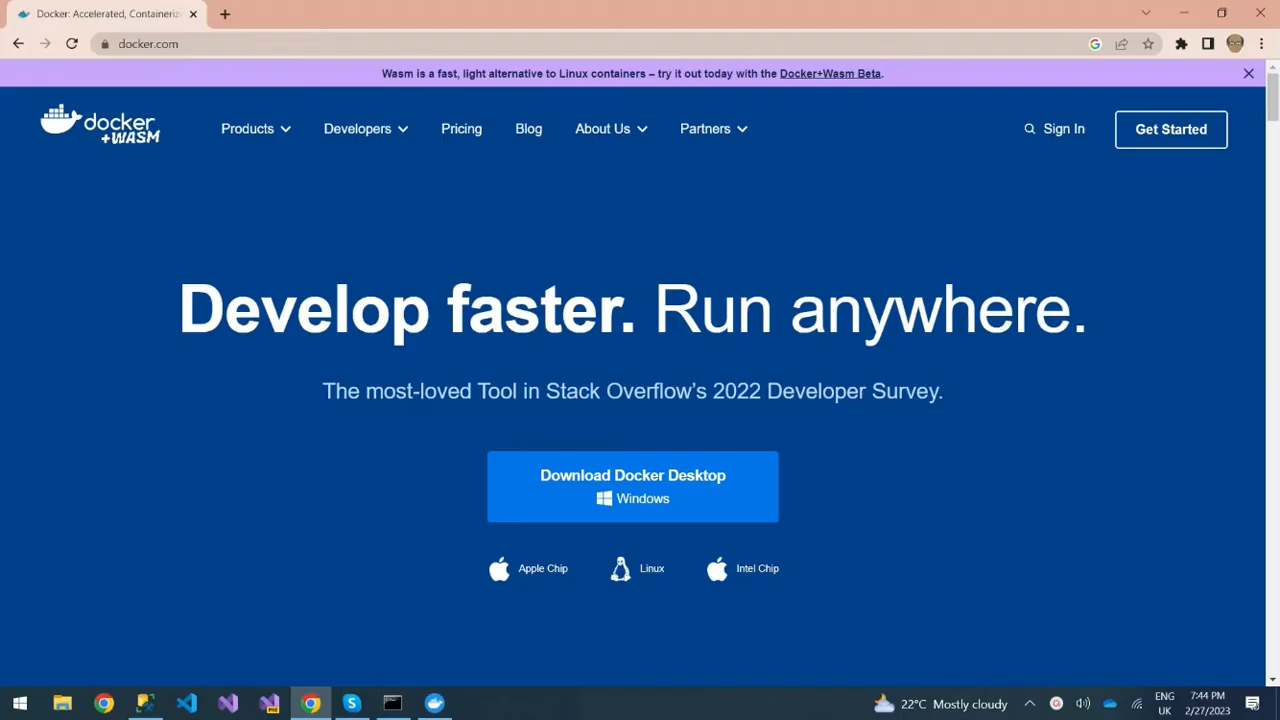 Docker: Accelerated, Containeriz
docker.com
Wasm is a fast, light alternative to Linux containers – try it out today with the Docker+Wasm Beta.
docker
+WASM
Products
Developers
Pricing
Blog
About Us
Partners
Sign In
Get Started
Develop faster. Run anywhere.
The most-loved Tool in Stack Overflow's 2022 Developer Survey.
Download Docker Desktop
Windows
Apple Chip
Linux
Intel Chip
22°C Mostly cloudy
ENG
UK
7:44 PM
2/27/2023